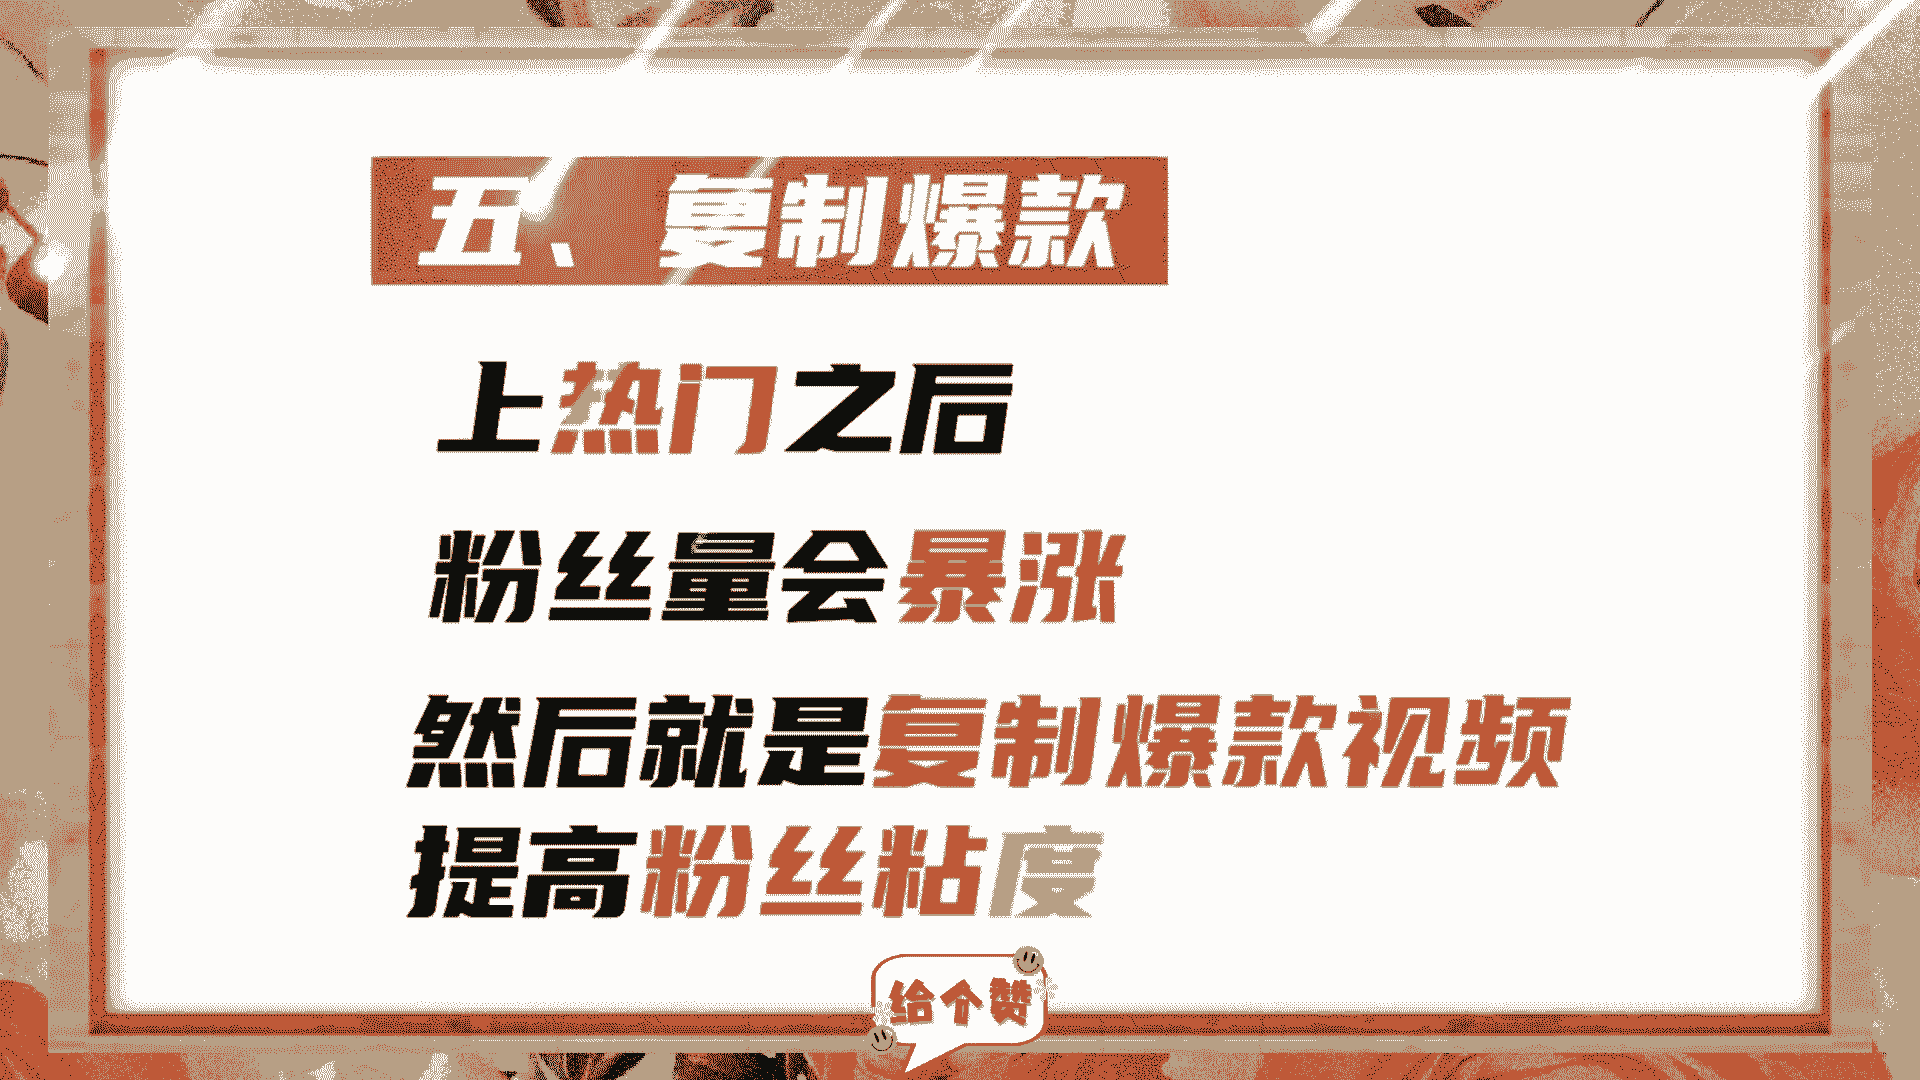 五、复制爆款
上热门之后
粉丝量会暴涨
然后就是复制爆款视频
提高粉丝粘度
给个赞